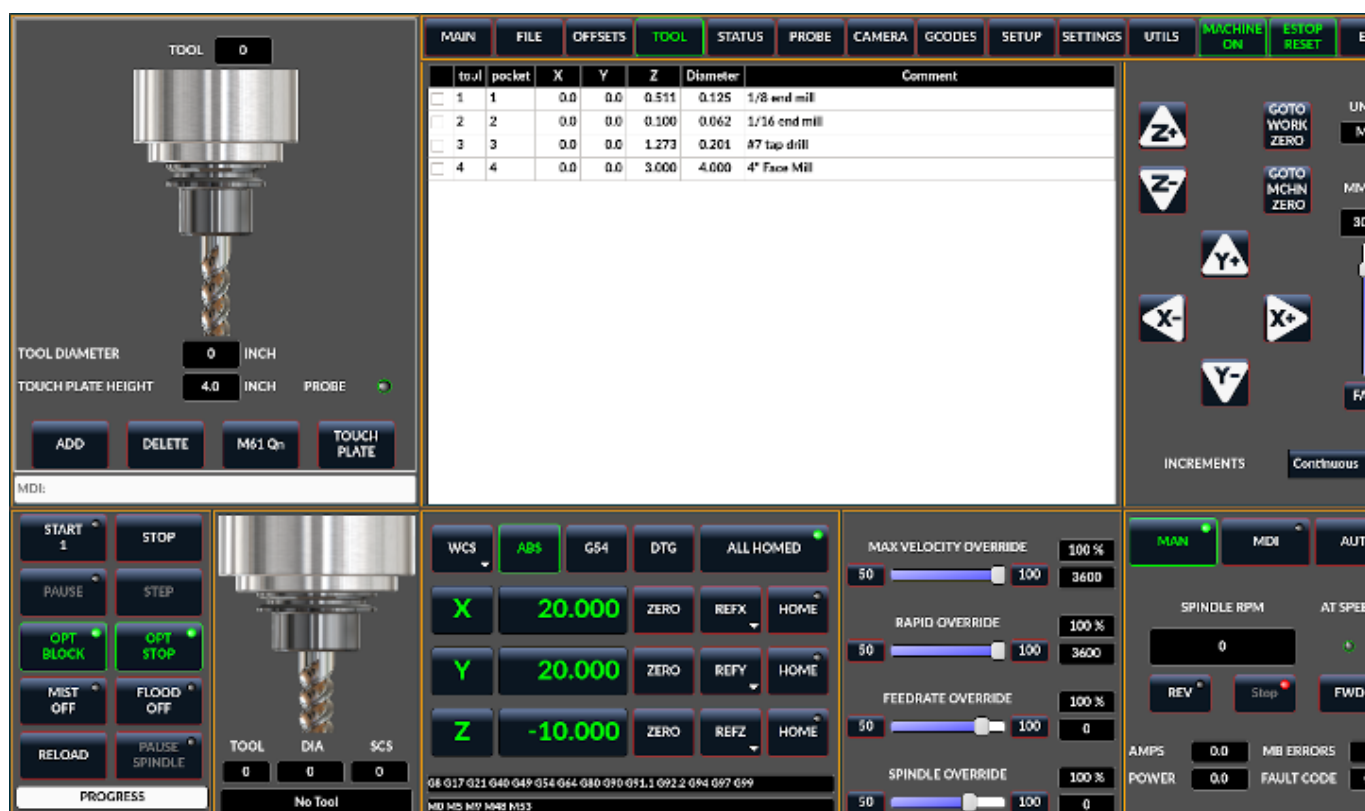 TOOL 0
TOOL DIAMETER 0 INCH
TOUCH PLATE HEIGHT 4.0 INCH PROBE
ADD DELETE M61 Qn TOUCH PLATE
MDI:
MAIN FILE OFFSETS TOOL STATUS PROBE CAMERA GCODES SETUP SETTINGS UTILS MACHINE ON ESTOP RESET
tool pocket X Y Z Diameter Comment
1 1 0.0 0.0 0.511 0.125 1/8 end mill
2 2 0.0 0.0 0.100 0.062 1/16 end mill
3 3 0.0 0.0 1.273 0.201 #7 tap drill
4 4 0.0 0.0 3.000 4.000 4" Face Mill
Z+ GOTO WORK ZERO
Z- GOTO MCHN ZERO
Y+
X- X+
Y-
INCREMENTS Continuous
START 1 STOP
PAUSE STEP
OPT BLOCK OPT STOP
MIST OFF FLOOD OFF
RELOAD PAUSE SPINDLE
PROGRESS
TOOL DIA SCS
0 0 0
No Tool
WCS ABS G54 DTG ALL HOMED
X 20.000 ZERO REFX HOME
Y 20.000 ZERO REFY HOME
Z -10.000 ZERO REFZ HOME
G8 G17 G21 G40 G49 G54 G64 G80 G90 G91.1 G92.2 G94 G97 G99
M0 M5 M9 M48 M53
MAX VELOCITY OVERRIDE 100 %
50 100 3600
RAPID OVERRIDE 100 %
50 100 3600
FEEDRATE OVERRIDE 100 %
50 100 0
SPINDLE OVERRIDE 100 %
50 100 0
MAN MDI AUT
SPINDLE RPM AT SPEE
0
REV Stop FWD
AMPS 0.0 MB ERRORS
POWER 0.0 FAULT CODE